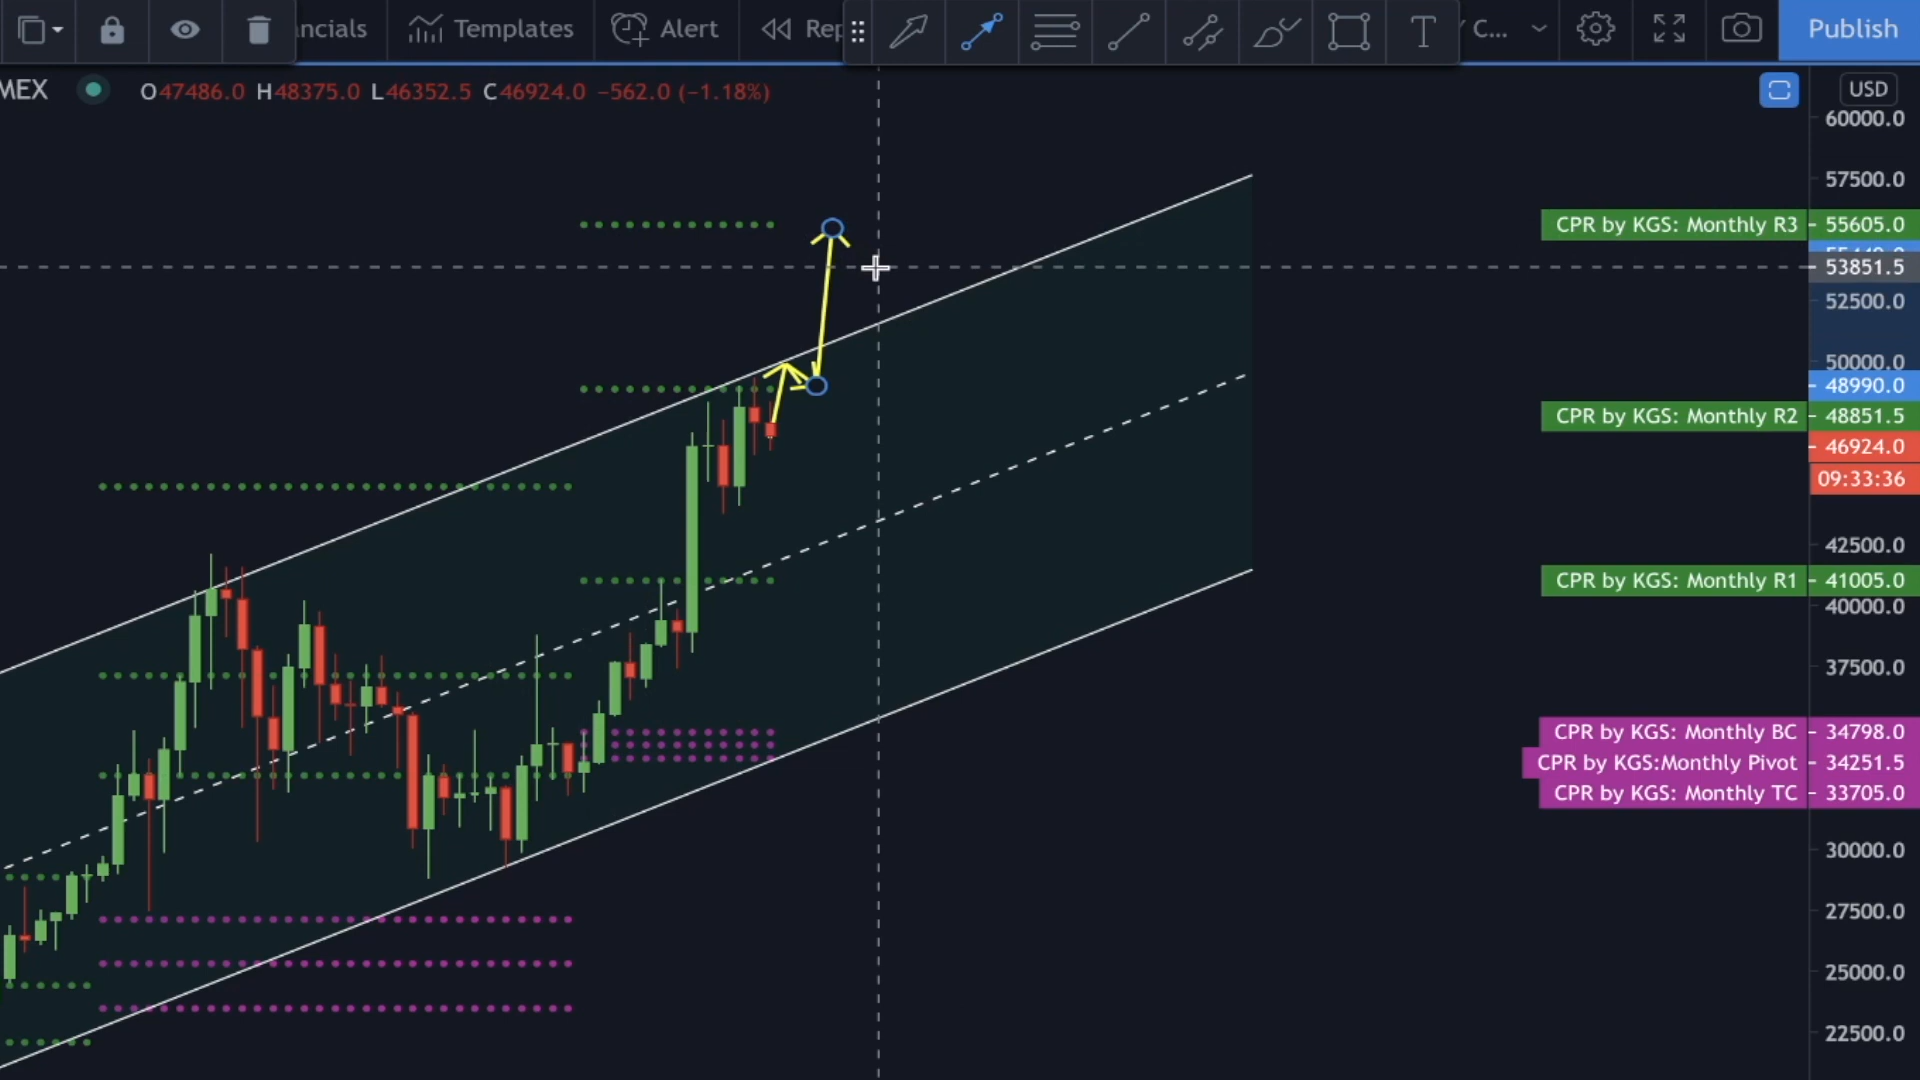 ncials Templates Alert Rep T C... Publish
MEX O47486.0 H48375.0 L46352.5 C46924.0 −562.0 (−1.18%)
USD
60000.0
57500.0
CPR by KGS: Monthly R3 55605.0
53851.5
52500.0
50000.0
48990.0
CPR by KGS: Monthly R2 48851.5
46924.0
09:33:36
42500.0
CPR by KGS: Monthly R1 41005.0
40000.0
37500.0
CPR by KGS: Monthly BC 34798.0
CPR by KGS:Monthly Pivot 34251.5
CPR by KGS: Monthly TC 33705.0
30000.0
27500.0
25000.0
22500.0